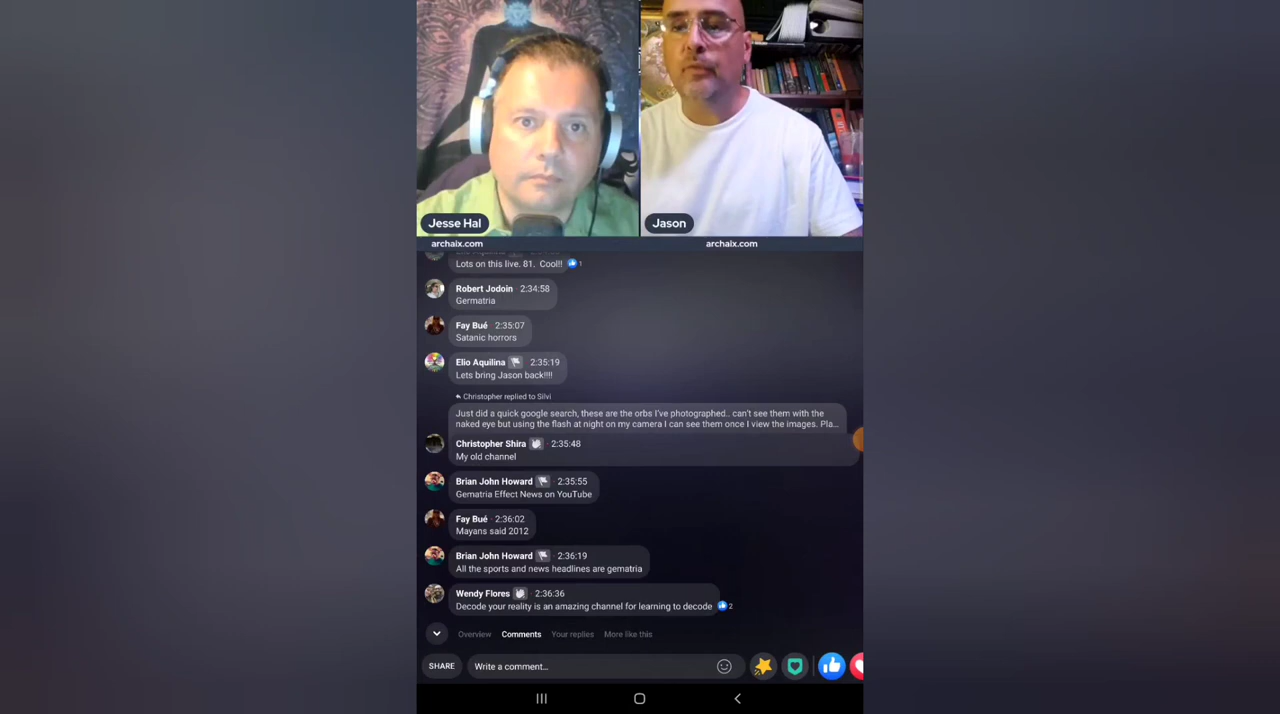 Jesse Hal
Jason
archaix.com
archaix.com
Lots on this live. 81. Cool!! 1
Robert Jodoin · 2:34:58
Germatria
Fay Bué · 2:35:07
Satanic horrors
Elio Aquilina · 2:35:19
Lets bring Jason back!!!!
Christopher replied to Silvi
Just did a quick google search, these are the orbs I've photographed.. can't see them with the
naked eye but using the flash at night on my camera I can see them once I view the images. Pla...
Christopher Shira · 2:35:48
My old channel
Brian John Howard · 2:35:55
Gematria Effect News on YouTube
Fay Bué · 2:36:02
Mayans said 2012
Brian John Howard · 2:36:19
All the sports and news headlines are gematria
Wendy Flores · 2:36:36
Decode your reality is an amazing channel for learning to decode 2
Overview Comments Your replies More like this
SHARE Write a comment...